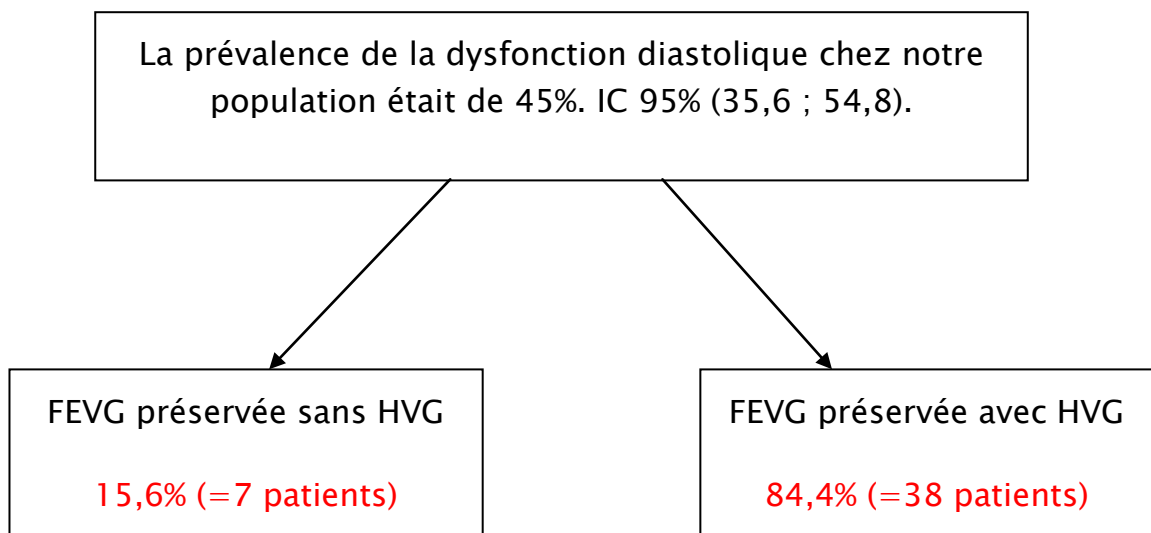 La prévalence de la dysfonction diastolique chez notre
population était de 45%. IC 95% (35,6 ; 54,8).
FEVG préservée sans HVG
15,6% (=7 patients)
FEVG préservée avec HVG
84,4% (=38 patients)